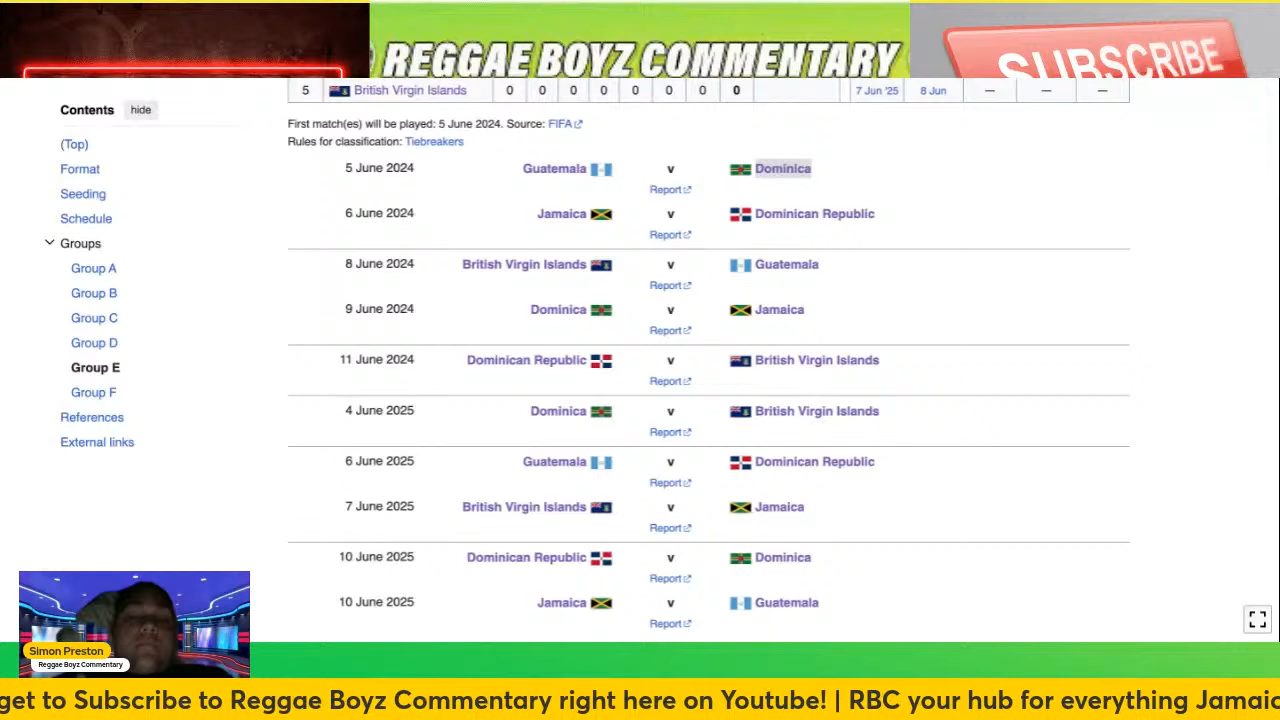 REGGAE BOYZ COMMENTARY
SUBSCRIBE
5 British Virgin Islands 0 0 0 0 0 0 0 0 7 Jun '25 8 Jun — — —
Contents hide
(Top)
Format
Seeding
Schedule
Groups
Group A
Group B
Group C
Group D
Group E
Group F
References
External links
First match(es) will be played: 5 June 2024. Source: FIFA
Rules for classification: Tiebreakers
5 June 2024 Guatemala v Dominica
Report
6 June 2024 Jamaica v Dominican Republic
Report
8 June 2024 British Virgin Islands v Guatemala
Report
9 June 2024 Dominica v Jamaica
Report
11 June 2024 Dominican Republic v British Virgin Islands
Report
4 June 2025 Dominica v British Virgin Islands
Report
6 June 2025 Guatemala v Dominican Republic
Report
7 June 2025 British Virgin Islands v Jamaica
Report
10 June 2025 Dominican Republic v Dominica
Report
10 June 2025 Jamaica v Guatemala
Report
Simon Preston
Reggae Boyz Commentary
get to Subscribe to Reggae Boyz Commentary right here on Youtube! | RBC your hub for everything Jamaic